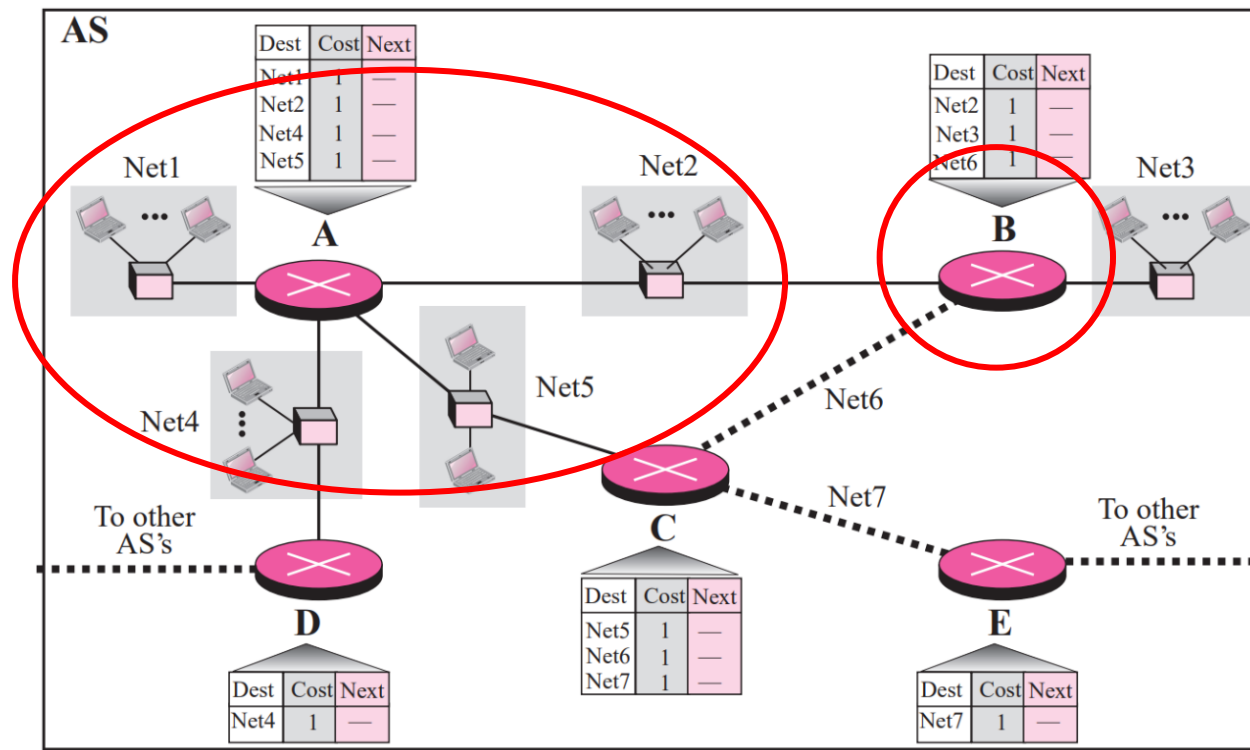 AS
Dest Cost Next
Net1 1 —
Net2 1 —
Net4 1 —
Net5 1 —
Dest Cost Next
Net2 1 —
Net3 1 —
Net6 1 —
Net1
Net2
Net3
A
B
Net4
Net5
Net6
Net7
To other
AS's
To other
AS's
C
D
E
Dest Cost Next
Net5 1 —
Net6 1 —
Net7 1 —
Dest Cost Next
Net4 1 —
Dest Cost Next
Net7 1 —